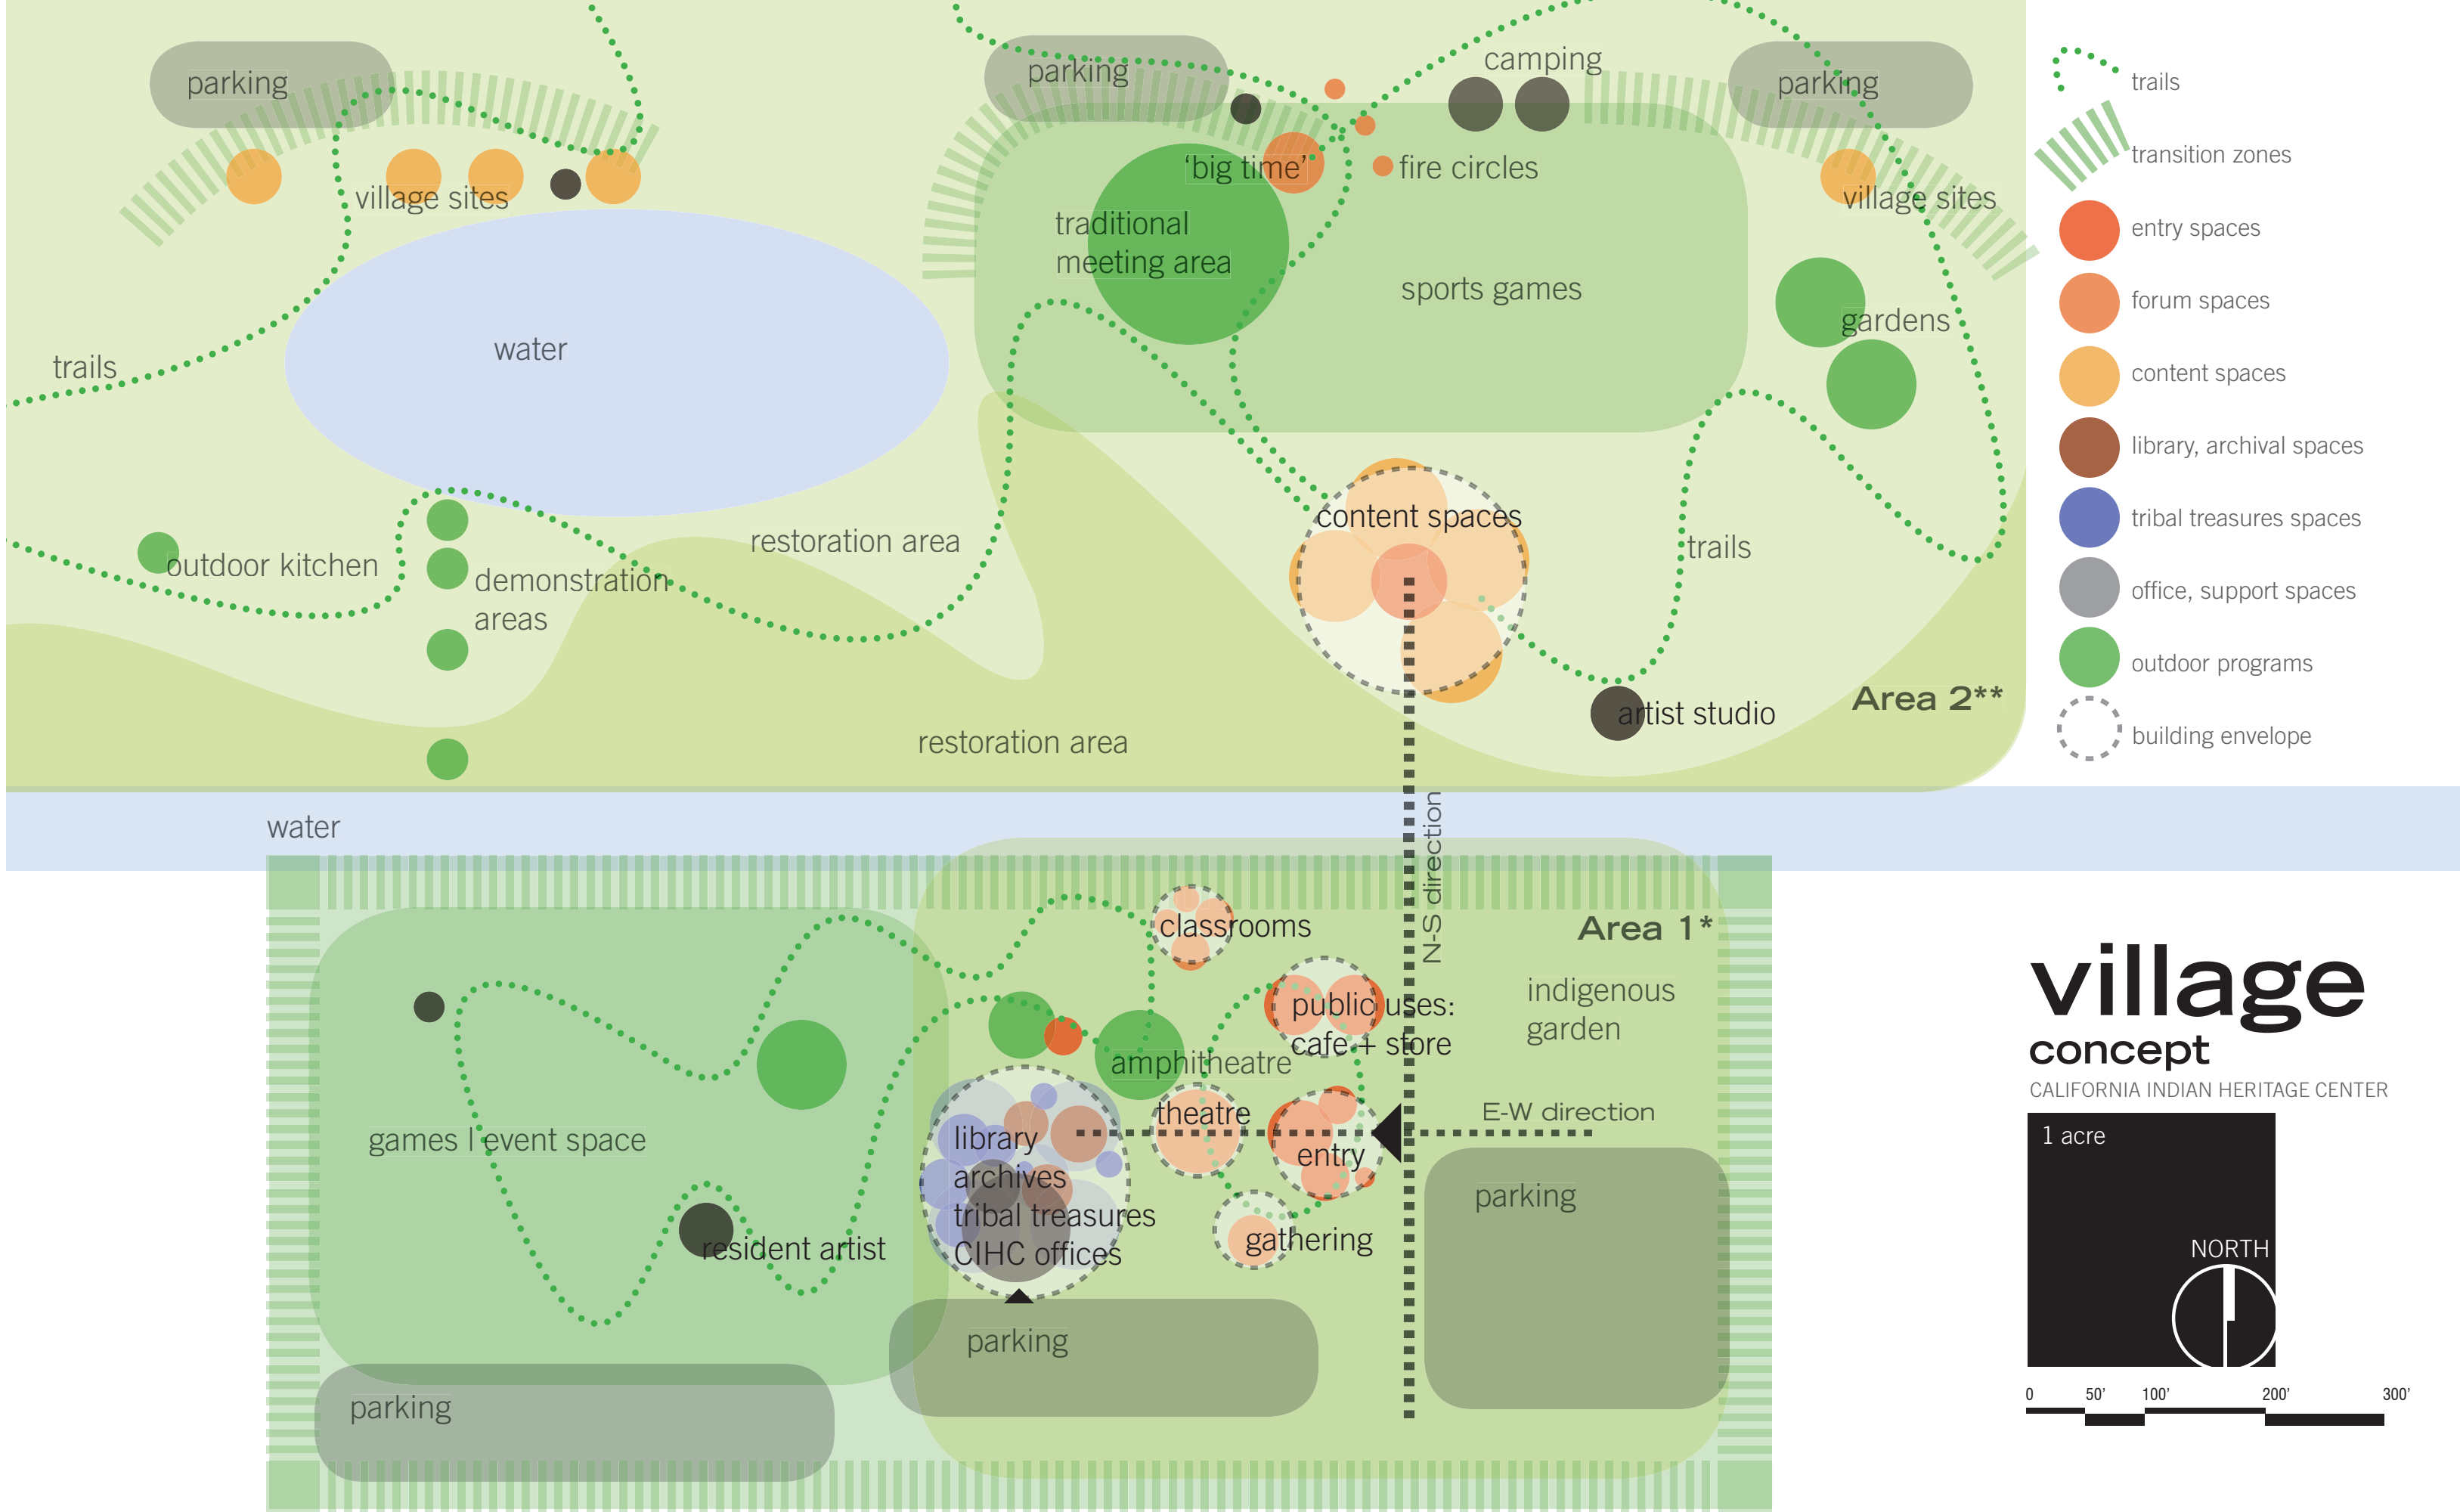 parking
parking
camping
parking
village sites
'big time'
fire circles
village sites
traditional
meeting area
sports games
gardens
trails
water
content spaces
restoration area
trails
outdoor kitchen
demonstration
areas
artist studio
Area 2**
restoration area
water
N-S direction
classrooms
Area 1*
public uses:
cafe + store
indigenous
garden
amphitheatre
theatre
E-W direction
games | event space
library
archives
tribal treasures
CIHC offices
entry
gathering
resident artist
parking
parking
parking
trails
transition zones
entry spaces
forum spaces
content spaces
library, archival spaces
tribal treasures spaces
office, support spaces
outdoor programs
building envelope
village
concept
CALIFORNIA INDIAN HERITAGE CENTER
1 acre
NORTH
0 50' 100' 200' 300'